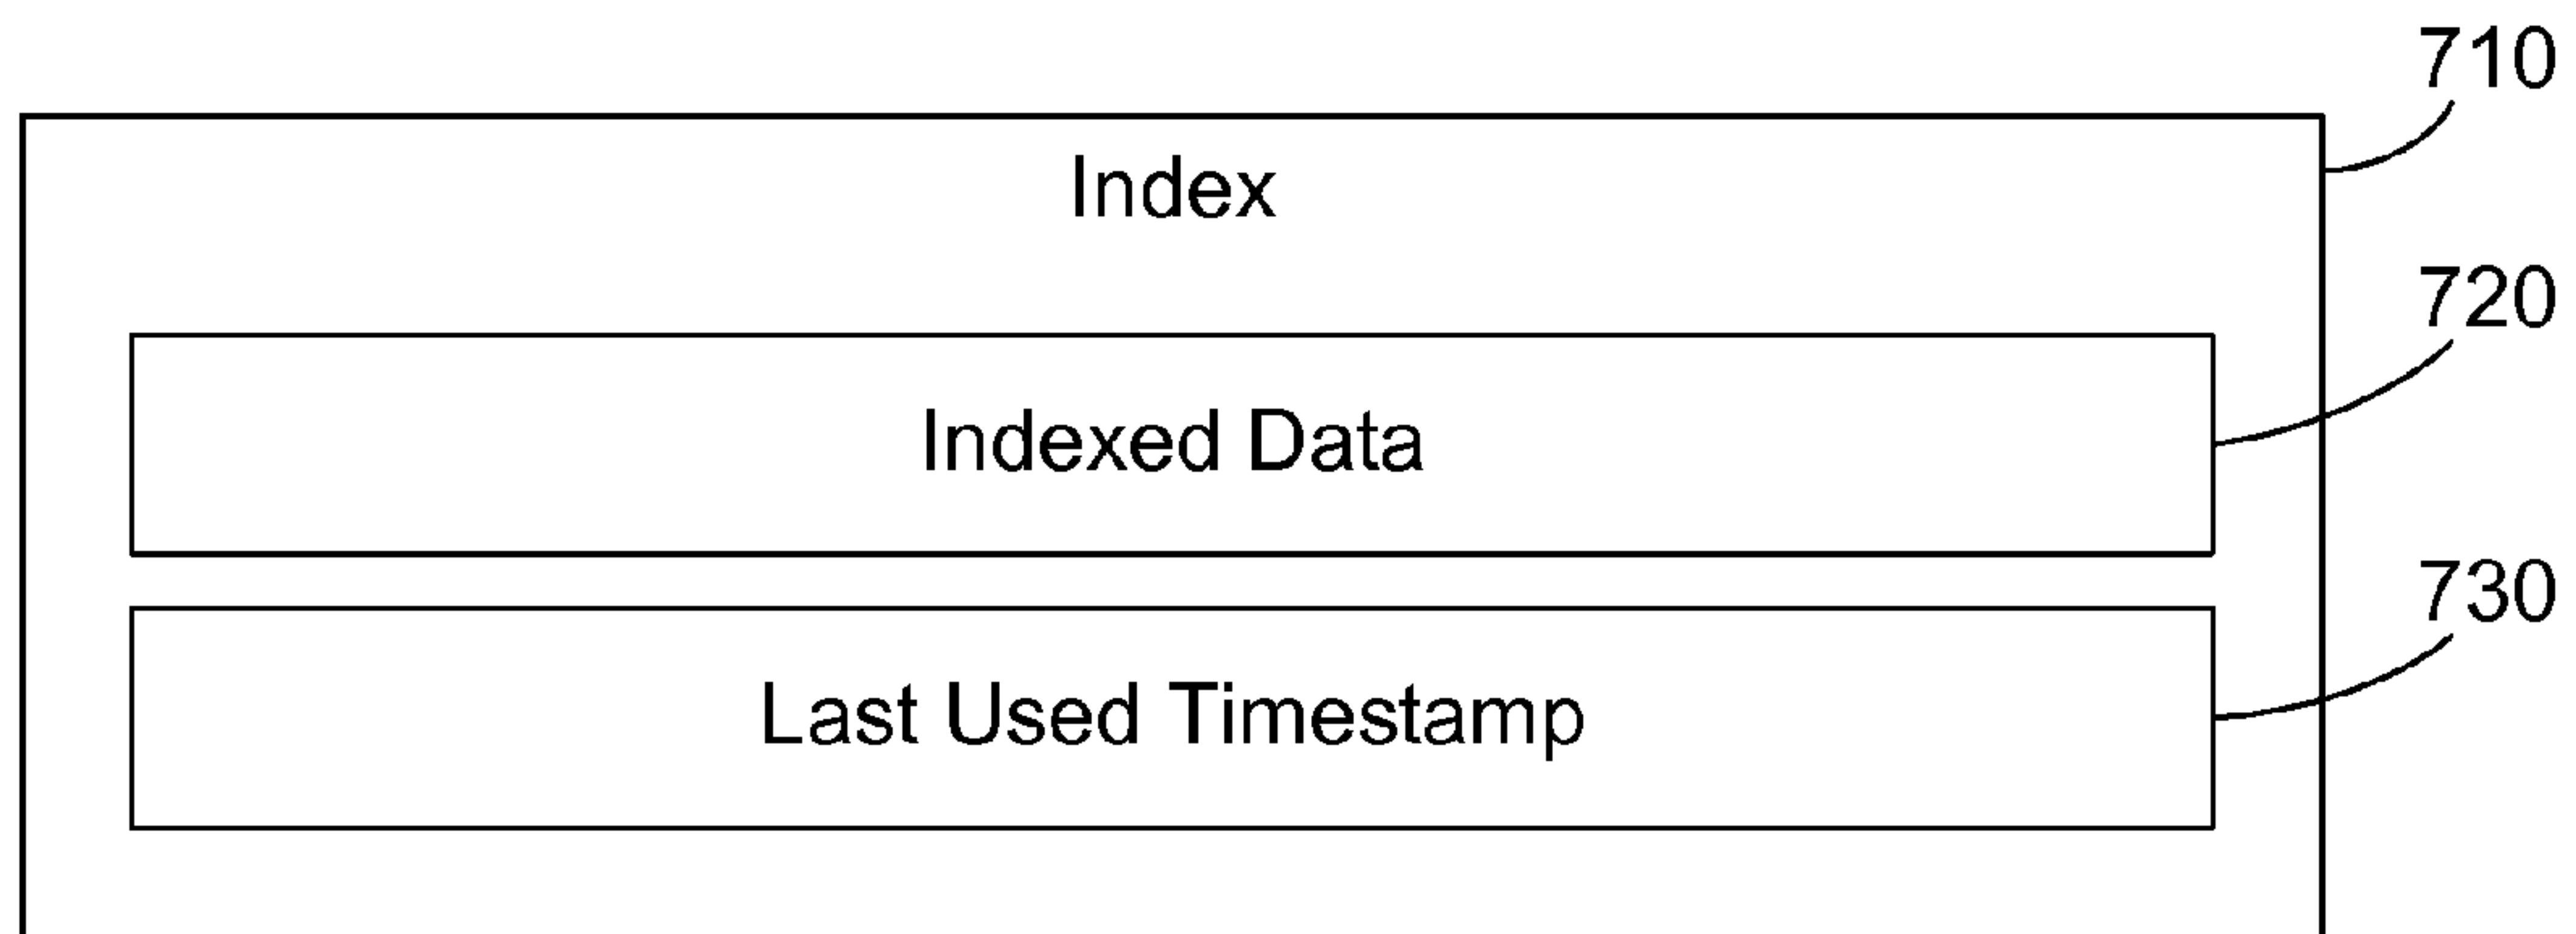 710
Index
720
Indexed Data
730
Last Used Timestamp